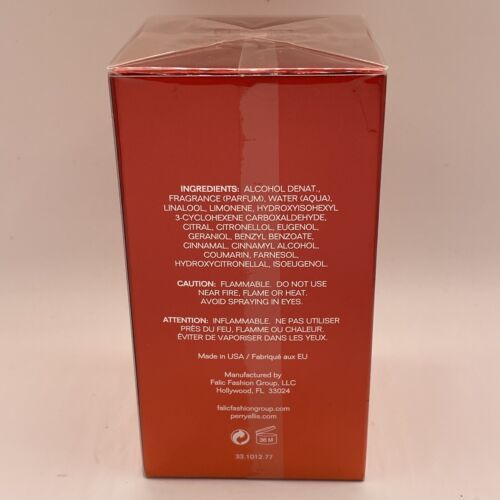 INGREDIENTS: ALCOHOL DENAT.,
FRAGRANCE (PARFUM), WATER (AQUA),
LINALOOL, LIMONENE, HYDROXYISOHEXYL
3-CYCLOHEXENE CARBOXALDEHYDE,
CITRAL, CITRONELLOL, EUGENOL,
GERANIOL, BENZYL BENZOATE,
CINNAMAL, CINNAMYL ALCOHOL,
COUMARIN, FARNESOL,
HYDROXYCITRONELLAL, ISOEUGENOL.
CAUTION: FLAMMABLE. DO NOT USE
NEAR FIRE, FLAME OR HEAT.
AVOID SPRAYING IN EYES.
ATTENTION: INFLAMMABLE. NE PAS UTILISER
PRÈS DU FEU, FLAMME OU CHALEUR.
ÉVITER DE VAPORISER DANS LES YEUX.
Made in USA / Fabriqué aux EU
Manufactured by
Falic Fashion Group, LLC
Hollywood, FL 33024
falicfashiongroup.com
perryellis.com
36 M
33.1012.77